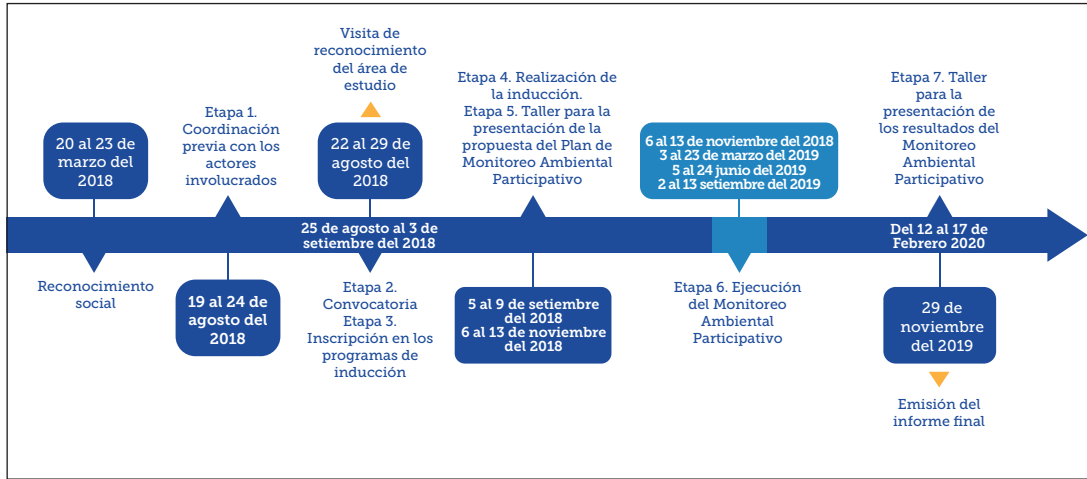 20 al 23 de
marzo del
2018
Reconocimiento
social
Etapa 1.
Coordinación
previa con los
actores
involucrados
19 al 24 de
agosto del
2018
Visita de
reconocimiento
del área de
estudio
22 al 29 de
agosto del
2018
25 de agosto al 3 de
setiembre del 2018
Etapa 2.
Convocatoria
Etapa 3.
Inscripción en los
programas de
inducción
Etapa 4. Realización de
la inducción.
Etapa 5. Taller para la
presentación de la
propuesta del Plan de
Monitoreo Ambiental
Participativo
5 al 9 de setiembre
del 2018
6 al 13 de noviembre
del 2018
6 al 13 de noviembre del 2018
3 al 23 de marzo del 2019
5 al 24 junio del 2019
2 al 13 setiembre del 2019
Etapa 6. Ejecución
del Monitoreo
Ambiental
Participativo
Etapa 7. Taller
para la
presentación de
los resultados del
Monitoreo
Ambiental
Participativo
Del 12 al 17 de
Febrero 2020
29 de
noviembre
del 2019
Emisión del
informe final